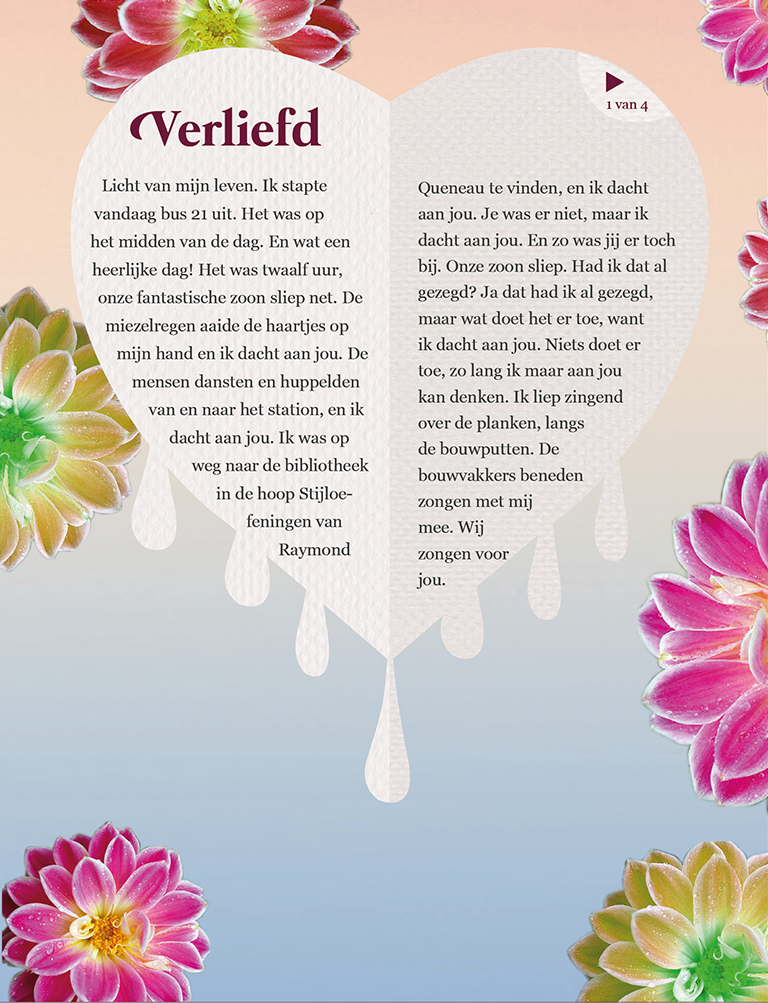 Verliefd
Licht van mijn leven. Ik stapte
vandaag bus 21 uit. Het was op
het midden van de dag. En wat een
heerlijke dag! Het was twaalf uur,
onze fantastische zoon sliep net. De
miezelregen aaide de haartjes op
mijn hand en ik dacht aan jou. De
mensen dansten en huppelden
van en naar het station, en ik
dacht aan jou. Ik was op
weg naar de bibliotheek
in de hoop Stijloe-
feningen van
Raymond
1 van 4
Queneau te vinden, en ik dacht
aan jou. Je was er niet, maar ik
dacht aan jou. En zo was jij er toch
bij. Onze zoon sliep. Had ik dat al
gezegd? Ja dat had ik al gezegd,
maar wat doet het er toe, want
ik dacht aan jou. Niets doet er
toe, zo lang ik maar aan jou
kan denken. Ik liep zingend
over de planken, langs
de bouwputten. De
bouwvakkers beneden
zongen met mij
mee. Wij
zongen voor
jou.